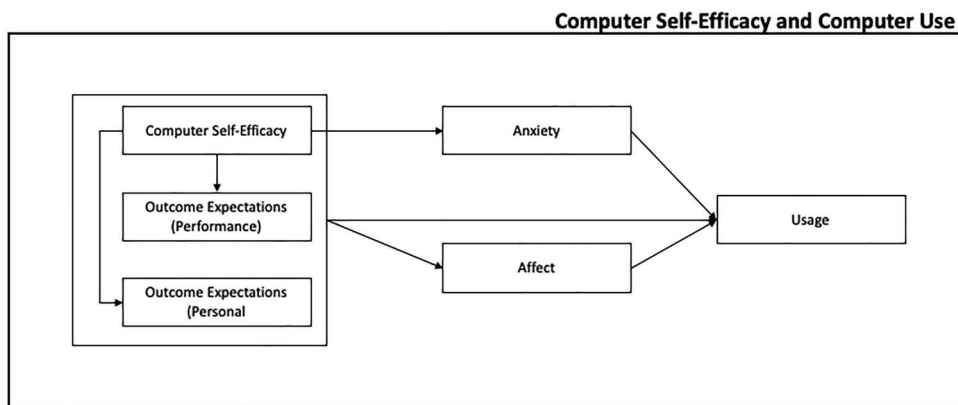 Computer Self-Efficacy and Computer Use
Computer Self-Efficacy
Anxiety
Outcome Expectations
(Performance)
Usage
Affect
Outcome Expectations
(Personal